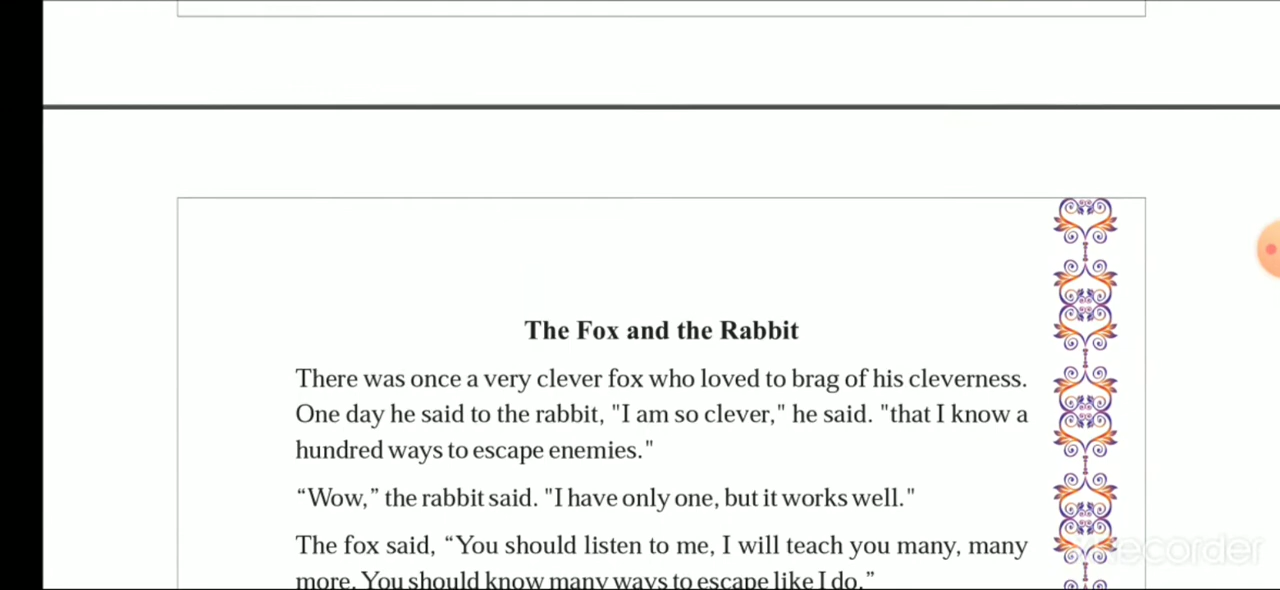 The Fox and the Rabbit
There was once a very clever fox who loved to brag of his cleverness.
One day he said to the rabbit, "I am so clever," he said. "that I know a
hundred ways to escape enemies."
“Wow,” the rabbit said. "I have only one, but it works well."
The fox said, “You should listen to me, I will teach you many, many
more. You should know many ways to escape like I do.”